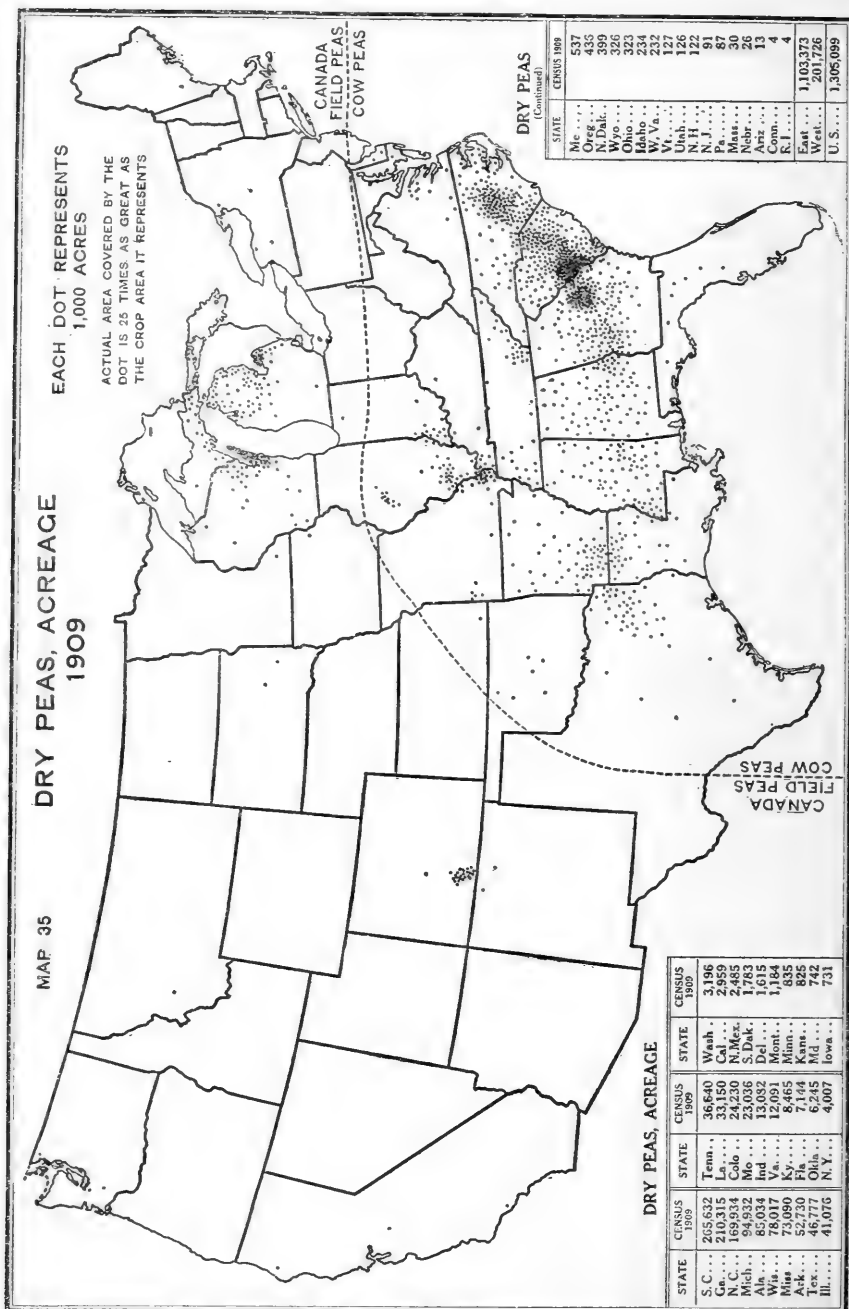 MAP 35
DRY PEAS, ACREAGE
1909
EACH DOT REPRESENTS
1,000 ACRES
ACTUAL AREA COVERED BY THE
DOT IS 25 TIMES AS GREAT AS
THE CROP AREA IT REPRESENTS
CANADA
FIELD PEAS
COW PEAS
CANADA
FIELD PEAS
COW PEAS
DRY PEAS, ACREAGE
STATE CENSUS 1909 STATE CENSUS 1909 STATE CENSUS 1909
S. C. ... 265,632 Tenn.. 36,640 Wash.. 3,196
Ga..... 210,315 La.... 33,150 Cal.... 2,959
N. C... 169,934 Colo... 24,230 N.Mex. 2,485
Mich... 94,932 Mo.... 23,036 S. Dak. 1,783
Ala.... 85,034 Ind.... 13,082 Del.... 1,615
Wis.... 78,017 Va..... 12,091 Mont.. 1,184
Miss... 73,090 Ky..... 8,465 Minn.. 835
Ark.... 52,730 Fla.... 7,144 Kans.. 825
Tex.... 46,777 Okla... 6,245 Md.... 742
Ill..... 41,076 N. Y... 4,007 Iowa... 731
DRY PEAS
(Continued)
STATE CENSUS 1909
Me.... 537
Oreg...
N. Dak. 399
Wyo... 326
Ohio... 323
Idaho.. 234
W. Va.. 232
Vt..... 127
Utah... 126
N. H... 122
N. J... 91
Pa..... 87
Mass... 30
Nebr... 26
Ariz... 13
Conn.. 4
R. I.... 4
East... 1,103,373
West... 201,726
U. S... 1,305,099